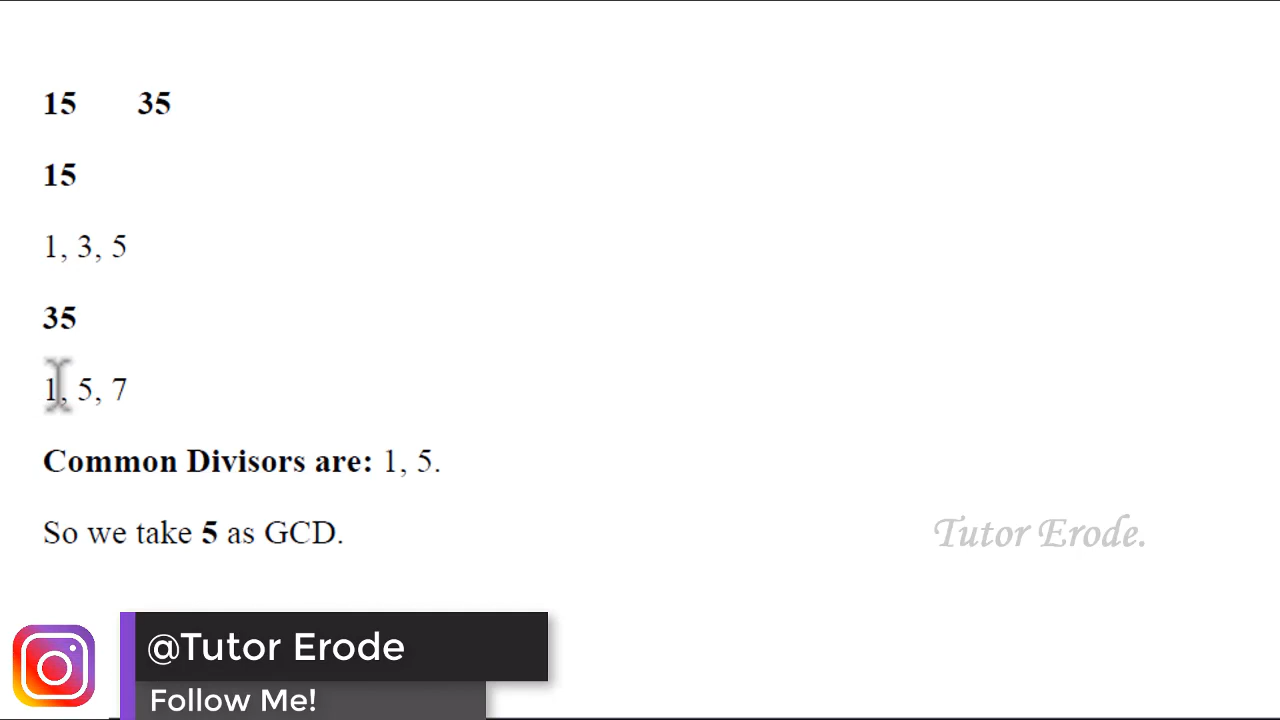 15 35
15
1, 3, 5
35
1, 5, 7
Common Divisors are: 1, 5.
So we take 5 as GCD.
Tutor Erode.
@Tutor Erode
Follow Me!